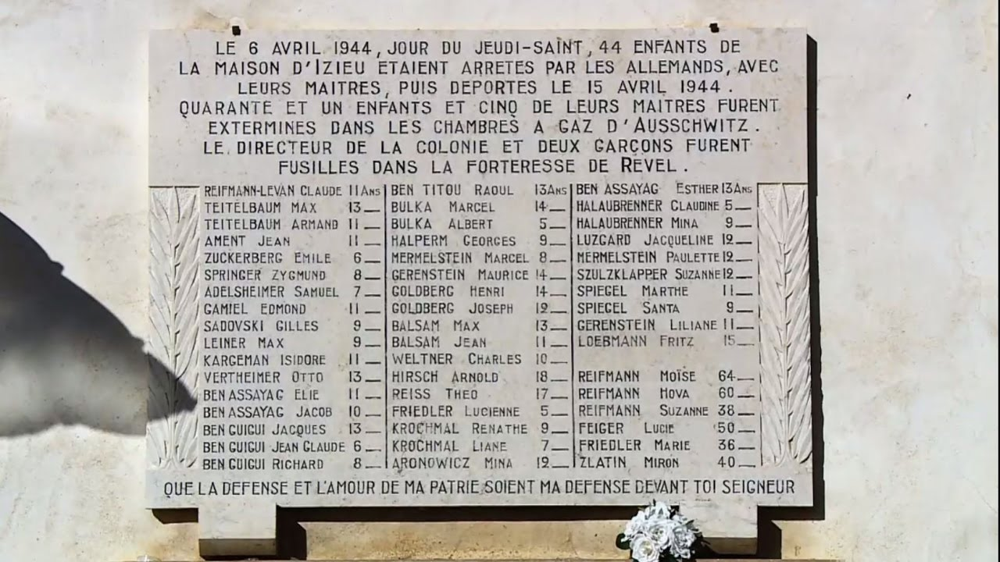 LE 6 AVRIL 1944, JOUR DU JEUDI-SAINT, 44 ENFANTS DE
LA MAISON D'IZIEU ETAIENT ARRETES PAR LES ALLEMANDS, AVEC
LEURS MAITRES, PUIS DEPORTES LE 15 AVRIL 1944.
QUARANTE ET UN ENFANTS ET CINQ DE LEURS MAITRES FURENT
EXTERMINES DANS LES CHAMBRES A GAZ D'AUSSCHWITZ.
LE DIRECTEUR DE LA COLONIE ET DEUX GARÇONS FURENT
FUSILLES DANS LA FORTERESSE DE REVEL.
REIFMANN-LEVAN CLAUDE 11 ANS
TEITELBAUM MAX 13 —
TEITELBAUM ARMAND 11 —
AMENT JEAN 11 —
ZUCKERBERG EMILE 6 —
SPRINGER ZYGMUND 8 —
ADELSHEIMER SAMUEL 7 —
GAMIEL EDMOND 11 —
SADOVSKI GILLES 9 —
LEINER MAX 9 —
KARGEMAN ISIDORE 11 —
VERTHEIMER OTTO 13 —
BEN ASSAYAG ELIE 11 —
BEN ASSAYAG JACOB 10 —
BEN GUIGUI JACQUES 13 —
BEN GUIGUI JEAN CLAUDE 6 —
BEN GUIGUI RICHARD 8 —
BEN TITOU RAOUL 13 ANS
BULKA MARCEL 14 —
BULKA ALBERT 5 —
HALPERM GEORGES 9 —
MERMELSTEIN MARCEL 8 —
GERENSTEIN MAURICE 14 —
GOLDBERG HENRI 14 —
GOLDBERG JOSEPH 12 —
BALSAM MAX 13 —
BALSAM JEAN 11 —
WELTNER CHARLES 10 —
HIRSCH ARNOLD 18 —
REISS THEO 17 —
FRIEDLER LUCIENNE 5 —
KROCHMAL RENATHE 9 —
KROCHMAL LIANE 7 —
ARONOWICZ MINA 12 —
BEN ASSAYAG ESTHER 13 ANS
HALAUBRENNER CLAUDINE 5 —
HALAUBRENNER MINA 9 —
LUZGARD JACQUELINE 12 —
MERMELSTEIN PAULETTE 12 —
SZULZKLAPPER SUZANNE 12 —
SPIEGEL MARTHE 11 —
SPIEGEL SANTA 9 —
GERENSTEIN LILIANE 11 —
LOEBMANN FRITZ 15 —
REIFMANN MOÏSE 64 —
REIFMANN HOVA 60 —
REIFMANN SUZANNE 38 —
FEIGER LUCIE 50 —
FRIEDLER MARIE 36 —
ZLATIN MIRON 40 —
QUE LA DEFENSE ET L'AMOUR DE MA PATRIE SOIENT MA DEFENSE DEVANT TOI SEIGNEUR